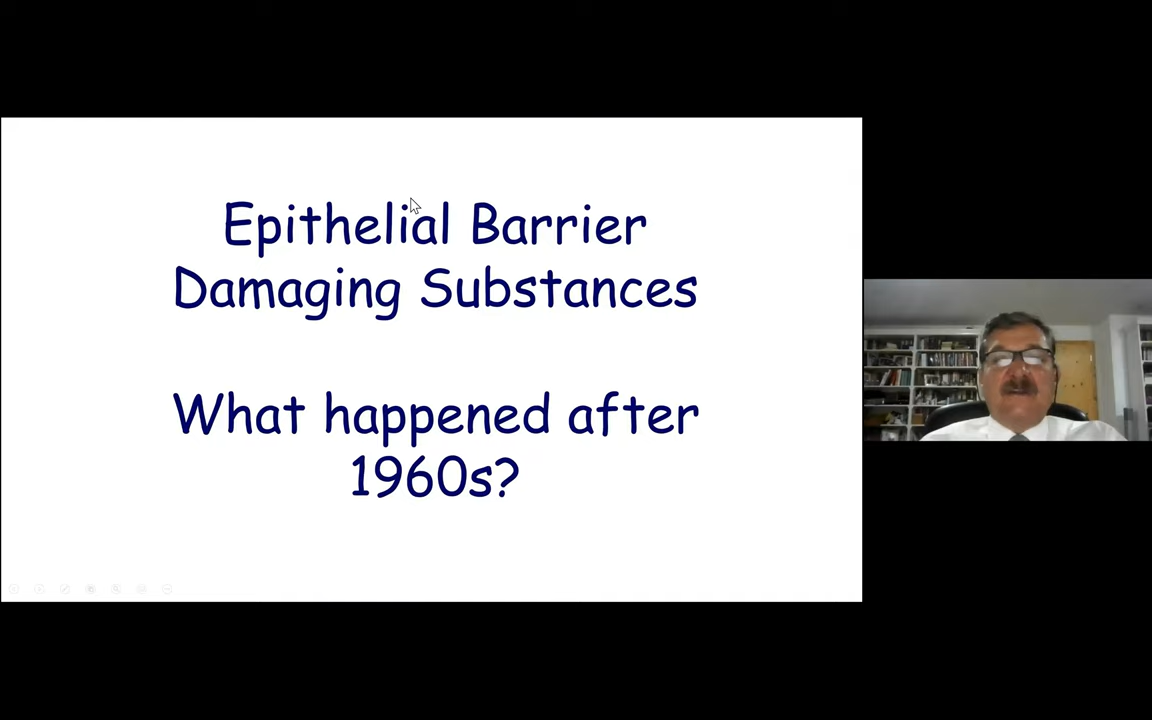 Epithelial Barrier
Damaging Substances
What happened after
1960s?